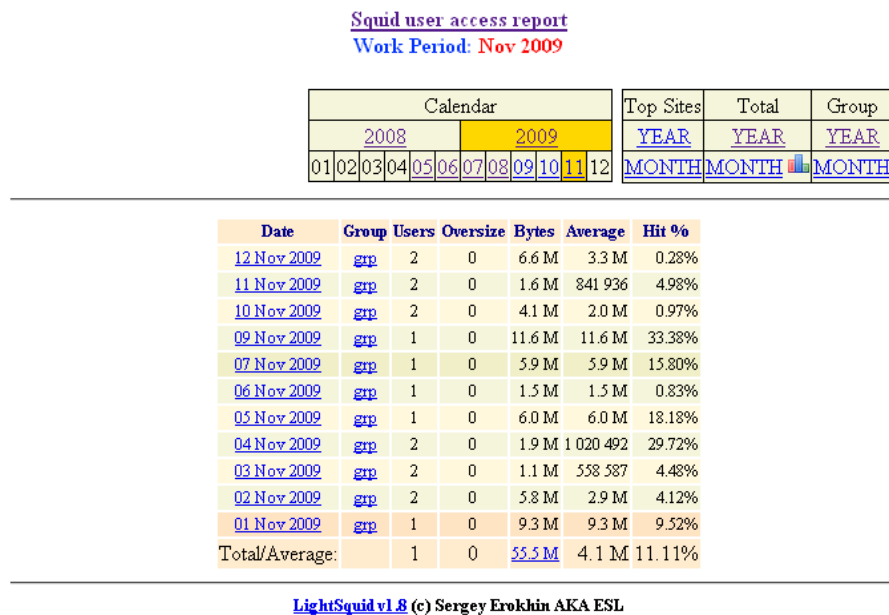 Squid user access report
Work Period: Nov 2009
Calendar
2008 2009
01 02 03 04 05 06 07 08 09 10 11 12
Top Sites Total Group
YEAR YEAR YEAR
MONTH MONTH MONTH
Date Group Users Oversize Bytes Average Hit %
12 Nov 2009 grp 2 0 6.6 M 3.3 M 0.28%
11 Nov 2009 grp 2 0 1.6 M 841 936 4.98%
10 Nov 2009 grp 2 0 4.1 M 2.0 M 0.97%
09 Nov 2009 grp 1 0 11.6 M 11.6 M 33.38%
07 Nov 2009 grp 1 0 5.9 M 5.9 M 15.80%
06 Nov 2009 grp 1 0 1.5 M 1.5 M 0.83%
05 Nov 2009 grp 1 0 6.0 M 6.0 M 18.18%
04 Nov 2009 grp 2 0 1.9 M 1 020 492 29.72%
03 Nov 2009 grp 2 0 1.1 M 558 587 4.48%
02 Nov 2009 grp 2 0 5.8 M 2.9 M 4.12%
01 Nov 2009 grp 1 0 9.3 M 9.3 M 9.52%
Total/Average: 1 0 55.5 M 4.1 M 11.11%
LightSquid v1.8 (c) Sergey Erokhin AKA ESL